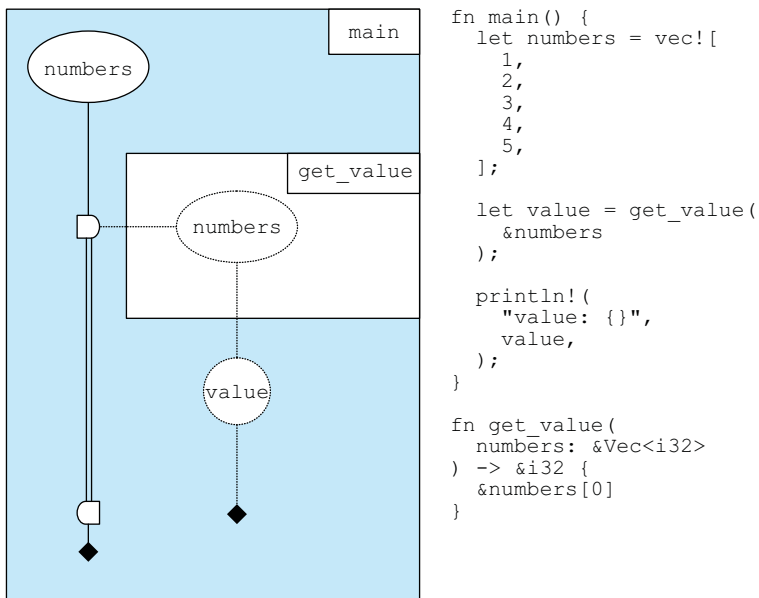 main
numbers
get_value
numbers
value
fn main() {
  let numbers = vec![
    1,
    2,
    3,
    4,
    5,
  ];
  let value = get_value(
    &numbers
  );
  println!(
    "value: {}",
    value,
  );
}
fn get_value(
  numbers: &Vec<i32>
) -> &i32 {
  &numbers[0]
}